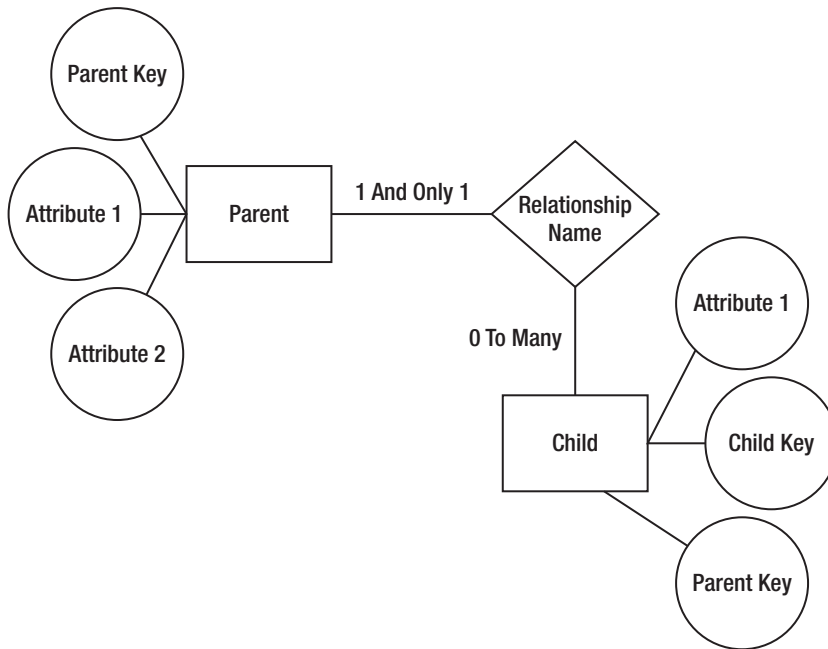 Parent Key
Attribute 1
Parent
1 And Only 1
Relationship
Name
Attribute 2
0 To Many
Attribute 1
Child
Child Key
Parent Key